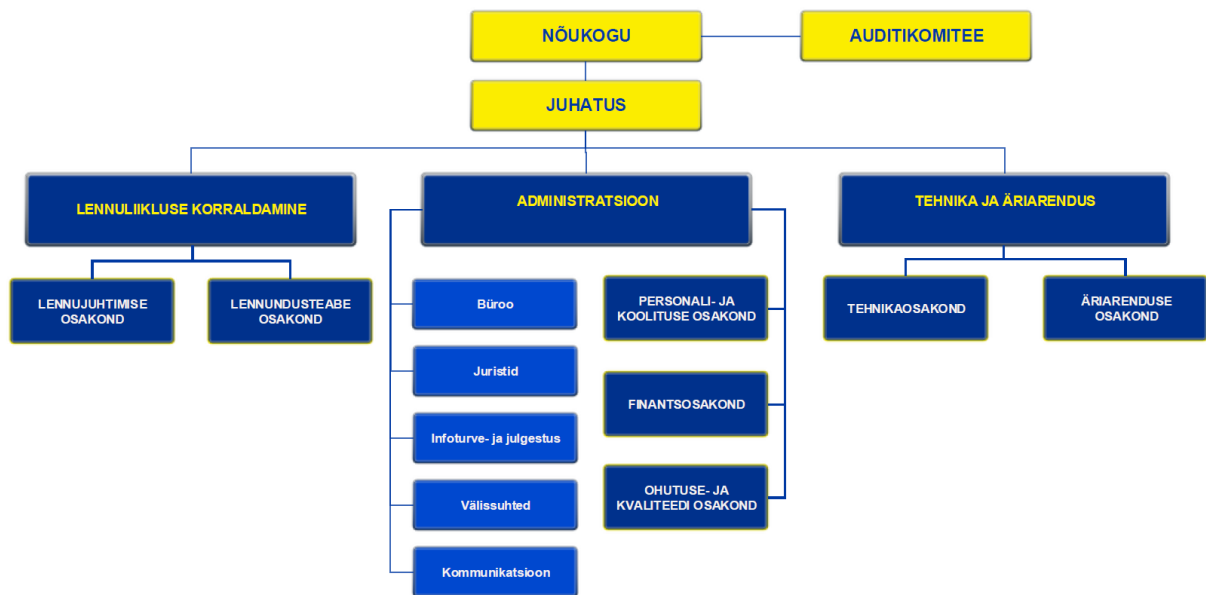 NÕUKOGU
AUDITIKOMITEE
JUHATUS
LENNULIIKLUSE KORRALDAMINE
ADMINISTRATSIOON
TEHNIKA JA ÄRIARENDUS
LENNUJUHTIMISE
OSAKOND
LENNUNDUSTEABE
OSAKOND
Büroo
Juristid
Infoturve- ja julgestus
Välissuhted
Kommunikatsioon
PERSONALI- JA
KOOLITUSE OSAKOND
FINANTSOSAKOND
OHUTUSE- JA
KVALITEEDI OSAKOND
TEHNIKAOSAKOND
ÄRIARENDUSE
OSAKOND